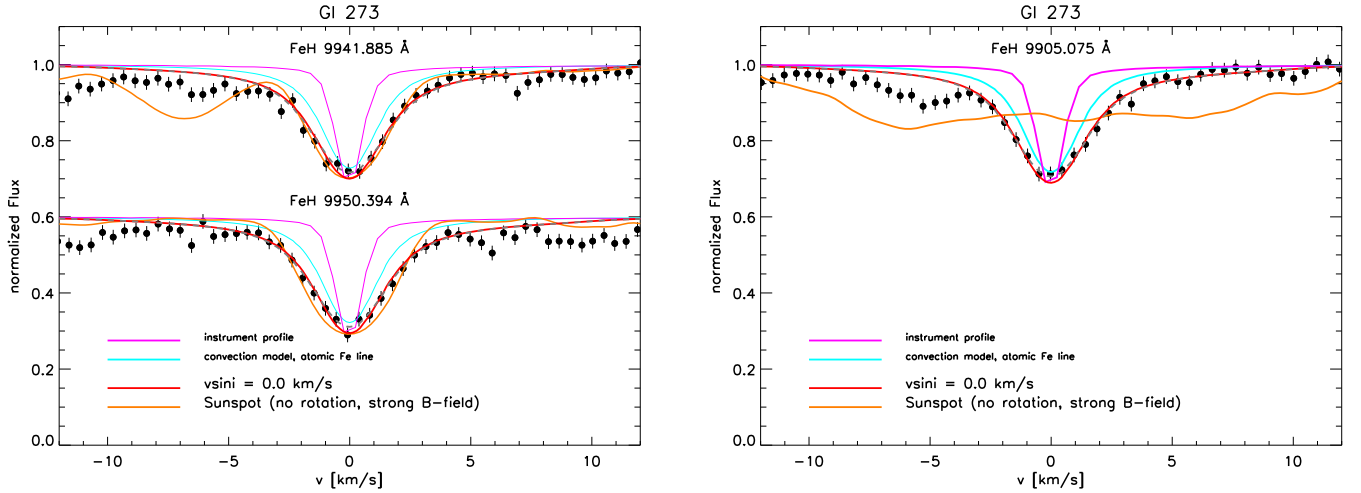 Gl 273
FeH 9941.885 Å
1.0
0.8
0.6
0.4
0.2
0.0
normalized Flux
FeH 9950.394 Å
instrument profile
convection model, atomic Fe line
vsini = 0.0 km/s
Sunspot (no rotation, strong B-field)
-10 -5 0 5 10
v [km/s]
Gl 273
FeH 9905.075 Å
1.0
0.8
0.6
0.4
0.2
0.0
normalized Flux
instrument profile
convection model, atomic Fe line
vsini = 0.0 km/s
Sunspot (no rotation, strong B-field)
-10 -5 0 5 10
v [km/s]